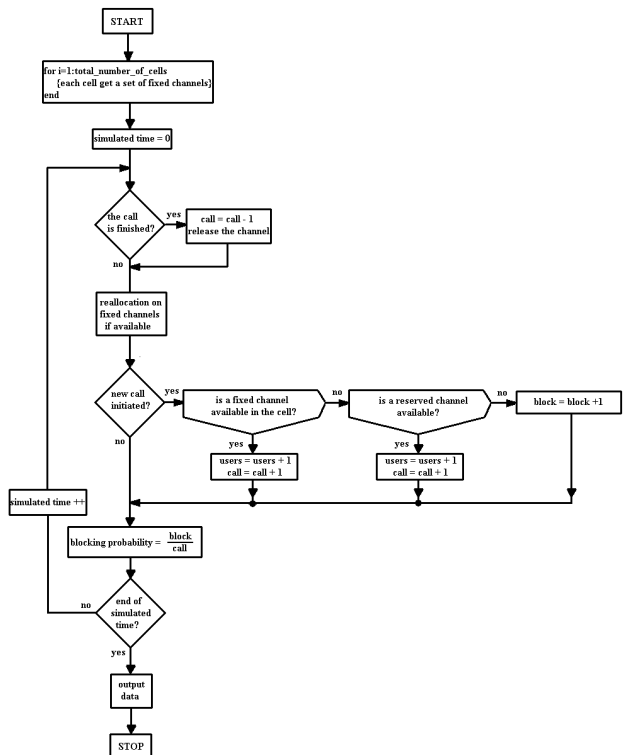 START
for i=1:total_number_of_cells
{each cell get a set of fixed channels}
end
simulated time = 0
the call
is finished?
yes
call = call - 1
release the channel
no
reallocation on
fixed channels
if available
new call
initiated?
yes
is a fixed channel
available in the cell?
no
is a reserved channel
available?
no
block = block +1
no
yes
users = users + 1
call = call + 1
yes
users = users + 1
call = call + 1
simulated time ++
blocking probability = block
call
no
end of
simulated
time?
yes
output
data
STOP